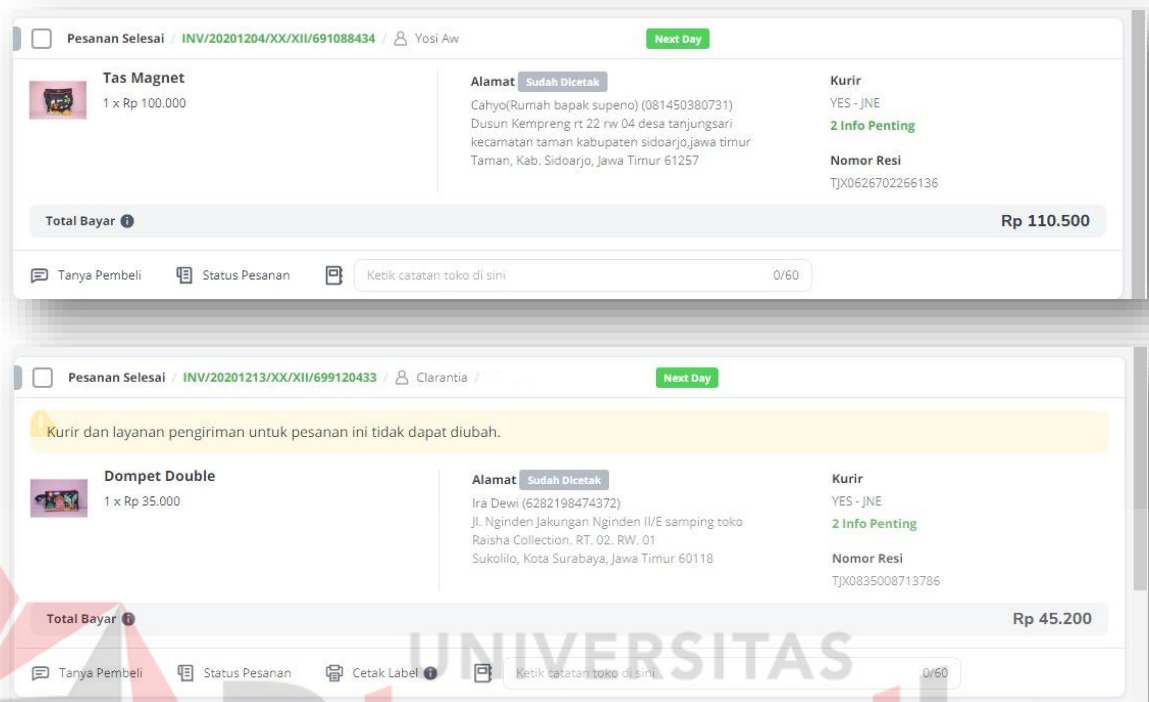 Pesanan Selesai / INV/20201204/XX/XII/691088434 / Yosi Aw Next Day
Tas Magnet
1 x Rp 100.000
Alamat Sudah Dicetak
Cahyo(Rumah bapak supeno) (081450380731)
Dusun Kempreng rt 22 rw 04 desa tanjungsari
kecamatan taman kabupaten sidoarjo,jawa timur
Taman, Kab. Sidoarjo, Jawa Timur 61257
Kurir
YES - JNE
2 Info Penting
Nomor Resi
TJX0626702266136
Total Bayar Rp 110.500
Tanya Pembeli Status Pesanan Ketik catatan toko di sini 0/60
Pesanan Selesai / INV/20201213/XX/XII/699120433 / Clarantia / Next Day
Kurir dan layanan pengiriman untuk pesanan ini tidak dapat diubah.
Dompet Double
1 x Rp 35.000
Alamat Sudah Dicetak
Ira Dewi (6282198474372)
Jl. Nginden Jakungan Nginden II/E samping toko
Raisha Collection. RT. 02. RW. 01
Sukolilo, Kota Surabaya, Jawa Timur 60118
Kurir
YES - JNE
2 Info Penting
Nomor Resi
TJX0835008713786
Total Bayar Rp 45.200
UNIVERSITAS
Tanya Pembeli Status Pesanan Cetak Label Ketik catatan toko di sini 0/60